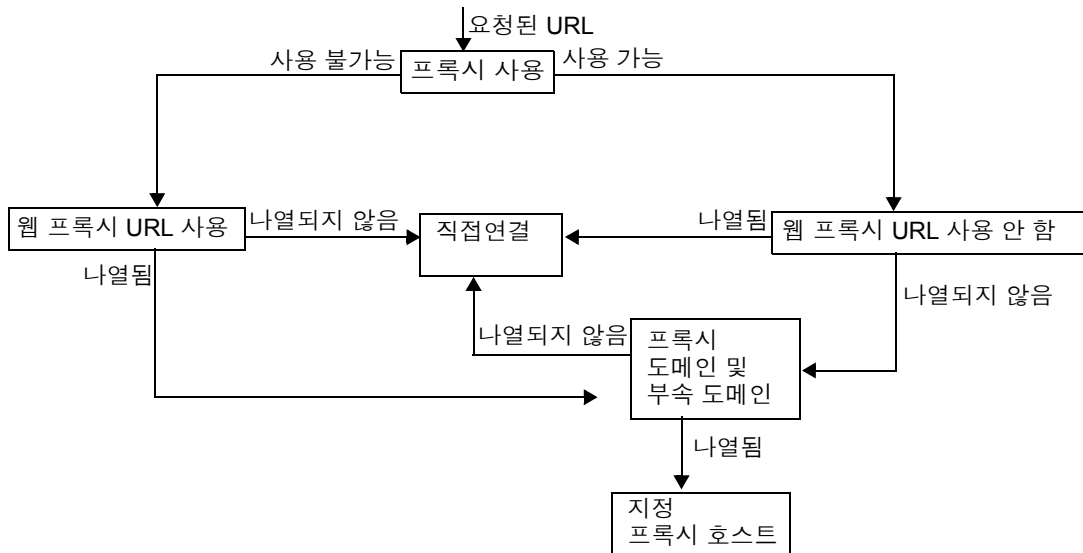 요청된 URL
사용 불가능
프록시 사용
사용 가능
웹 프록시 URL 사용
나열되지 않음
직접연결
나열됨
웹 프록시 URL 사용 안 함
나열됨
나열되지 않음
나열되지 않음
프록시
도메인 및
부속 도메인
나열됨
지정
프록시 호스트